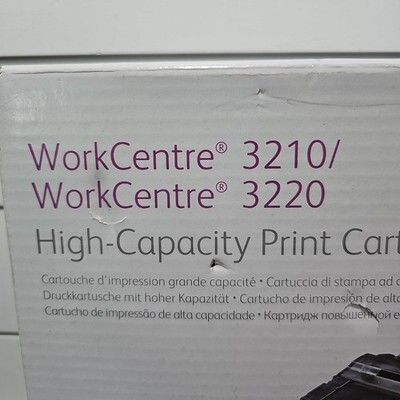 WorkCentre® 3210/
WorkCentre® 3220
High-Capacity Print Cart
Cartouche d'impression grande capacité • Cartuccia di stampa ad
Druckkartusche mit hoher Kapazität • Cartucho de impresión de alta
Cartucho de impressão de alta capacidade • Картридж повышенной